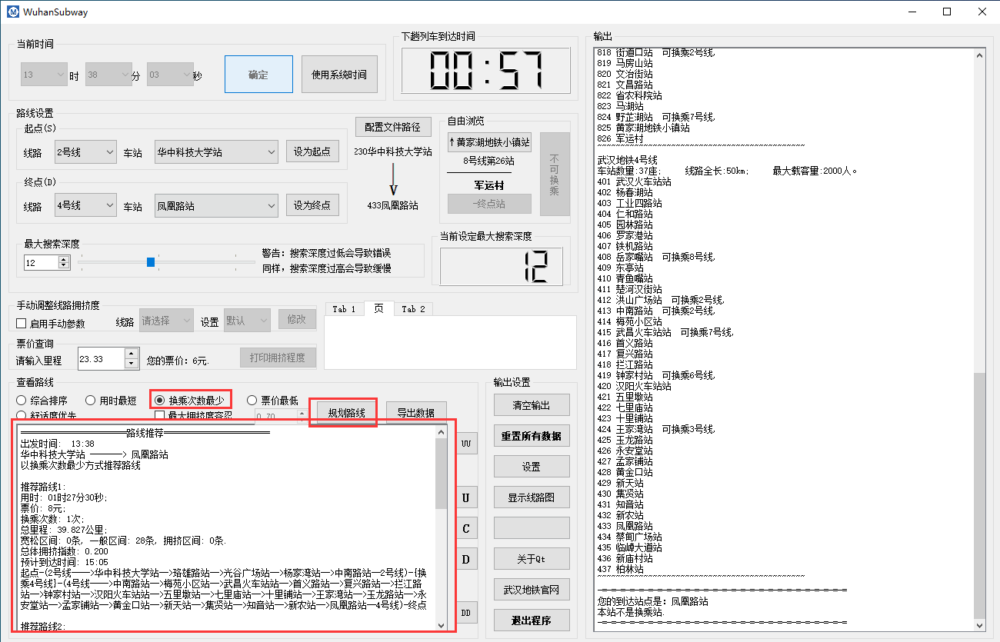 WuhanSubway
当前时间
13 时 38 分 03 秒
确定
使用系统时间
下趟列车到达时间
00:57
路线设置
起点(S)
线路 2号线 车站 华中科技大学站 设为起点
终点(D)
线路 4号线 车站 凤凰路站 设为终点
配置文件路径
230华中科技大学站
V
433凤凰路站
自由浏览
↑黄家湖地铁小镇站
8号线第26站
军运村
-终点站
不可换乘
最大搜索深度
12
警告: 搜索深度过低会导致错误
同样, 搜索深度过高会导致缓慢
当前设定最大搜索深度
12
手动调整线路拥挤度
启用手动参数 线路 请选择 设置 默认 修改
票价查询
请输入里程 23.33 您的票价: 6元. 打印拥挤程度
Tab 1 页 Tab 2
查看路线
综合排序 用时最短 换乘次数最少 票价最低
舒适度优先 最大拥挤度容忍 0.70
规划路线 导出数据
═══════════路线推荐═══════════
出发时间: 13:38
华中科技大学站 ————> 凤凰路站
以换乘次数最少方式推荐路线
推荐路线1:
用时: 01时27分30秒;
票价: 8元;
换乘次数: 1次;
总里程: 39.827公里;
宽松区间: 0条, 一般区间: 28条, 拥挤区间: 0条.
总体拥挤指数: 0.200
预计到达时间: 15:05
起点-(2号线——>华中科技大学站—>珞雄路站—>光谷广场站—>杨家湾站—>中南路站—2号线)-{换
乘4号线}-(4号线——>中南路站—>梅苑小区站—>武昌火车站站—>首义路站—>复兴路站—>拦江路
站—>钟家村站—>汉阳火车站站—>五里墩站—>七里庙站—>十里铺站—>王家湾站—>玉龙路站—>永
安堂站—>孟家铺站—>黄金口站—>新天站—>集贤站—>知音站—>新农站—>凤凰路站—4号线)-终点
推荐路线2:
UU
U
C
D
DD
输出设置
清空输出
重置所有数据
设置
显示线路图
关于Qt
武汉地铁官网
退出程序
输出
818 街道口站 可换乘2号线,
819 马房山站
820 文治街站
821 文昌路站
822 省农科院站
823 马湖站
824 野芷湖站 可换乘7号线,
825 黄家湖地铁小镇站
826 军运村
~~~~~~~~~~~~~~~~~~~~~~~~~~~~~~~~~~~~~~~~~~~~~
武汉地铁4号线
车站数量:37座; 线路全长:50km; 最大载客量:2000人。
401 武汉火车站站
402 杨春湖站
403 工业四路站
404 仁和路站
405 园林路站
406 罗家港站
407 铁机路站
408 岳家嘴站 可换乘8号线,
409 东亭站
410 青鱼嘴站
411 楚河汉街站
412 洪山广场站 可换乘2号线,
413 中南路站 可换乘2号线,
414 梅苑小区站
415 武昌火车站站 可换乘7号线,
416 首义路站
417 复兴路站
418 拦江路站
419 钟家村站 可换乘6号线,
420 汉阳火车站站
421 五里墩站
422 七里庙站
423 十里铺站
424 王家湾站 可换乘3号线,
425 玉龙路站
426 永安堂站
427 孟家铺站
428 黄金口站
429 新天站
430 集贤站
431 知音站
432 新农站
433 凤凰路站
434 蔡甸广场站
435 临嶂大道站
436 新庙村站
437 柏林站
~~~~~~~~~~~~~~~~~~~~~~~~~~~~~~~~~~~~~~~~~~~~~
-=-=-=-=-=-=-=-=-=-=-=-=-=-=-=-=-=-=-=-=-=-=-=-=-=-=-=
您的到达站点是: 凤凰路站
本站不是换乘站.
-=-=-=-=-=-=-=-=-=-=-=-=-=-=-=-=-=-=-=-=-=-=-=-=-=-=-=